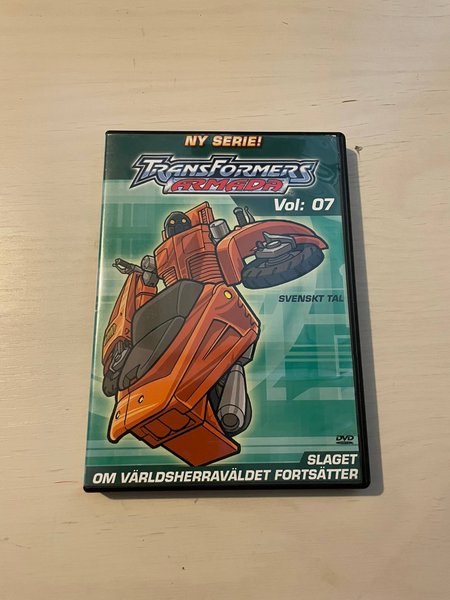 NY SERIE!
TRANSFORMERS
ARMADA
Vol: 07
SVENSKT TAL
DVD
SLAGET
OM VÄRLDSHERRAVÄLDET FORTSÄTTER